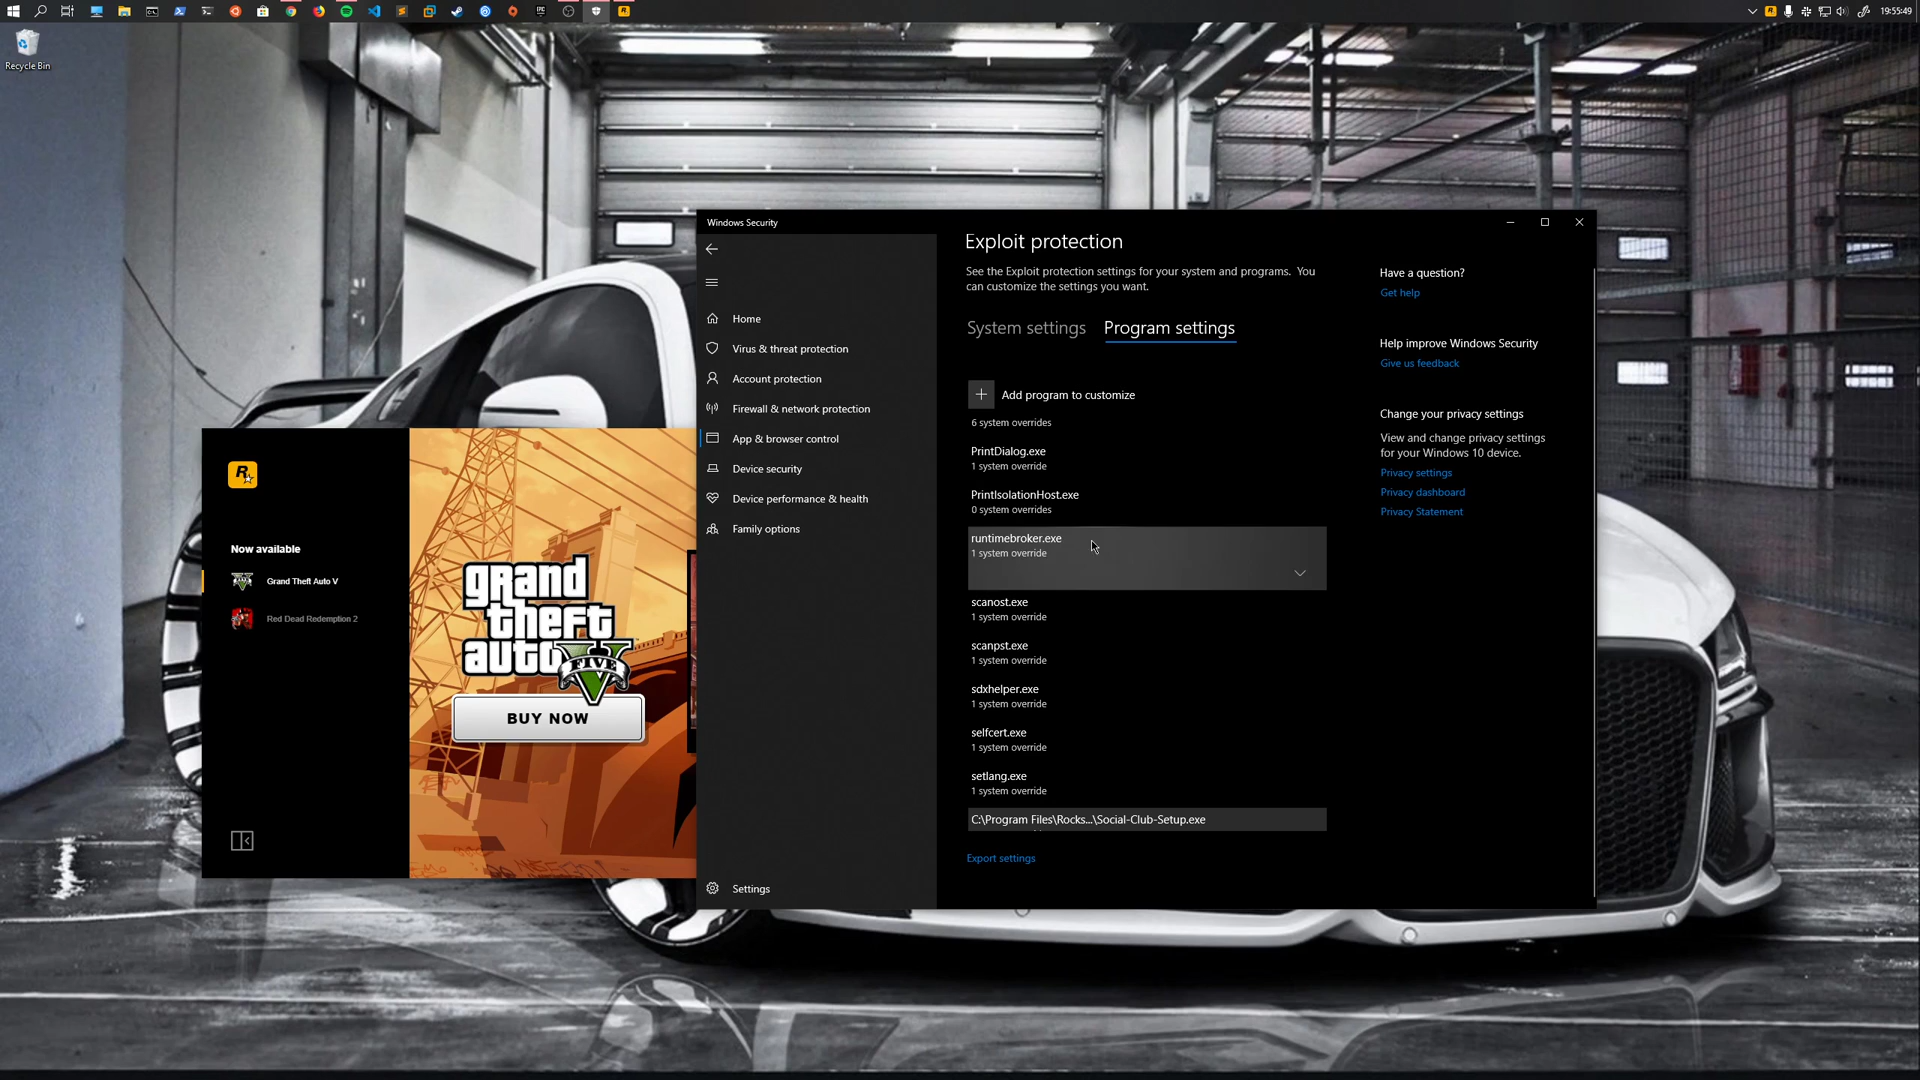 19:55:49
Recycle Bin
Windows Security
Home
Virus & threat protection
Account protection
Firewall & network protection
App & browser control
Device security
Device performance & health
Family options
Settings
Exploit protection
See the Exploit protection settings for your system and programs. You
can customize the settings you want.
System settings
Program settings
Add program to customize
6 system overrides
PrintDialog.exe
1 system override
PrintIsolationHost.exe
0 system overrides
runtimebroker.exe
1 system override
scanost.exe
1 system override
scanpst.exe
1 system override
sdxhelper.exe
1 system override
selfcert.exe
1 system override
setlang.exe
1 system override
C:\Program Files\Rocks...\Social-Club-Setup.exe
Export settings
Have a question?
Get help
Help improve Windows Security
Give us feedback
Change your privacy settings
View and change privacy settings
for your Windows 10 device.
Privacy settings
Privacy dashboard
Privacy Statement
R
Now available
Grand Theft Auto V
Red Dead Redemption 2
grand
theft
auto
FIVE
BUY NOW